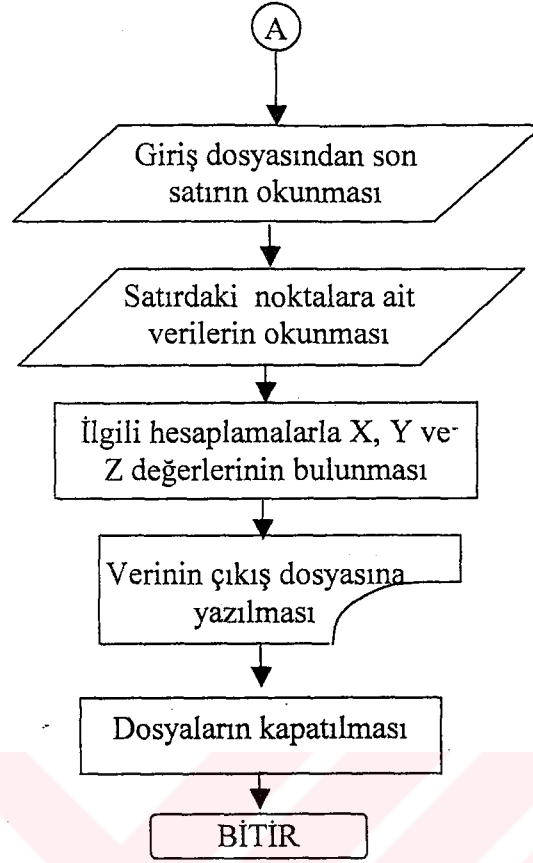 A
Giriş dosyasından son
satırın okunması
Satırdaki noktalara ait
verilerin okunması
İlgili hesaplamalarla X, Y ve
Z değerlerinin bulunması
Verinin çıkış dosyasına
yazılması
Dosyaların kapatılması
BİTİR